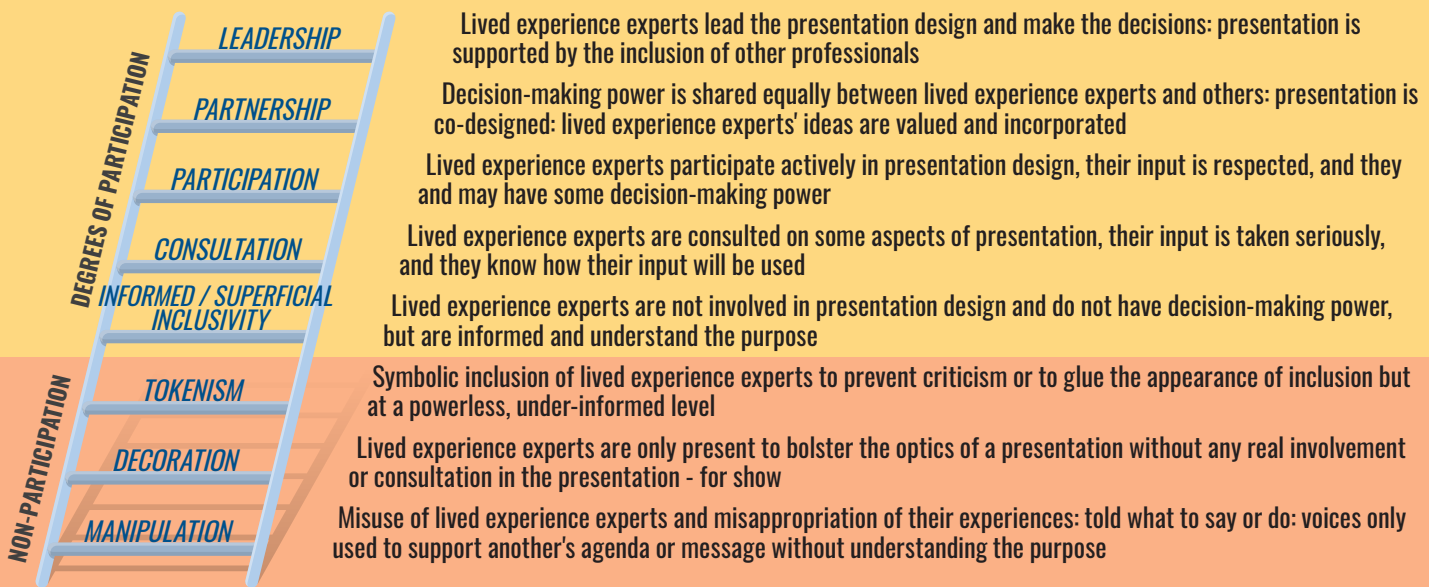 DEGREES OF PARTICIPATION
LEADERSHIP
Lived experience experts lead the presentation design and make the decisions: presentation is
supported by the inclusion of other professionals
PARTNERSHIP
Decision-making power is shared equally between lived experience experts and others: presentation is
co-designed: lived experience experts' ideas are valued and incorporated
PARTICIPATION
Lived experience experts participate actively in presentation design, their input is respected, and they
and may have some decision-making power
CONSULTATION
Lived experience experts are consulted on some aspects of presentation, their input is taken seriously,
and they know how their input will be used
INFORMED / SUPERFICIAL
INCLUSIVITY
Lived experience experts are not involved in presentation design and do not have decision-making power,
but are informed and understand the purpose
NON-PARTICIPATION
TOKENISM
Symbolic inclusion of lived experience experts to prevent criticism or to glue the appearance of inclusion but
at a powerless, under-informed level
DECORATION
Lived experience experts are only present to bolster the optics of a presentation without any real involvement
or consultation in the presentation - for show
MANIPULATION
Misuse of lived experience experts and misappropriation of their experiences: told what to say or do: voices only
used to support another's agenda or message without understanding the purpose